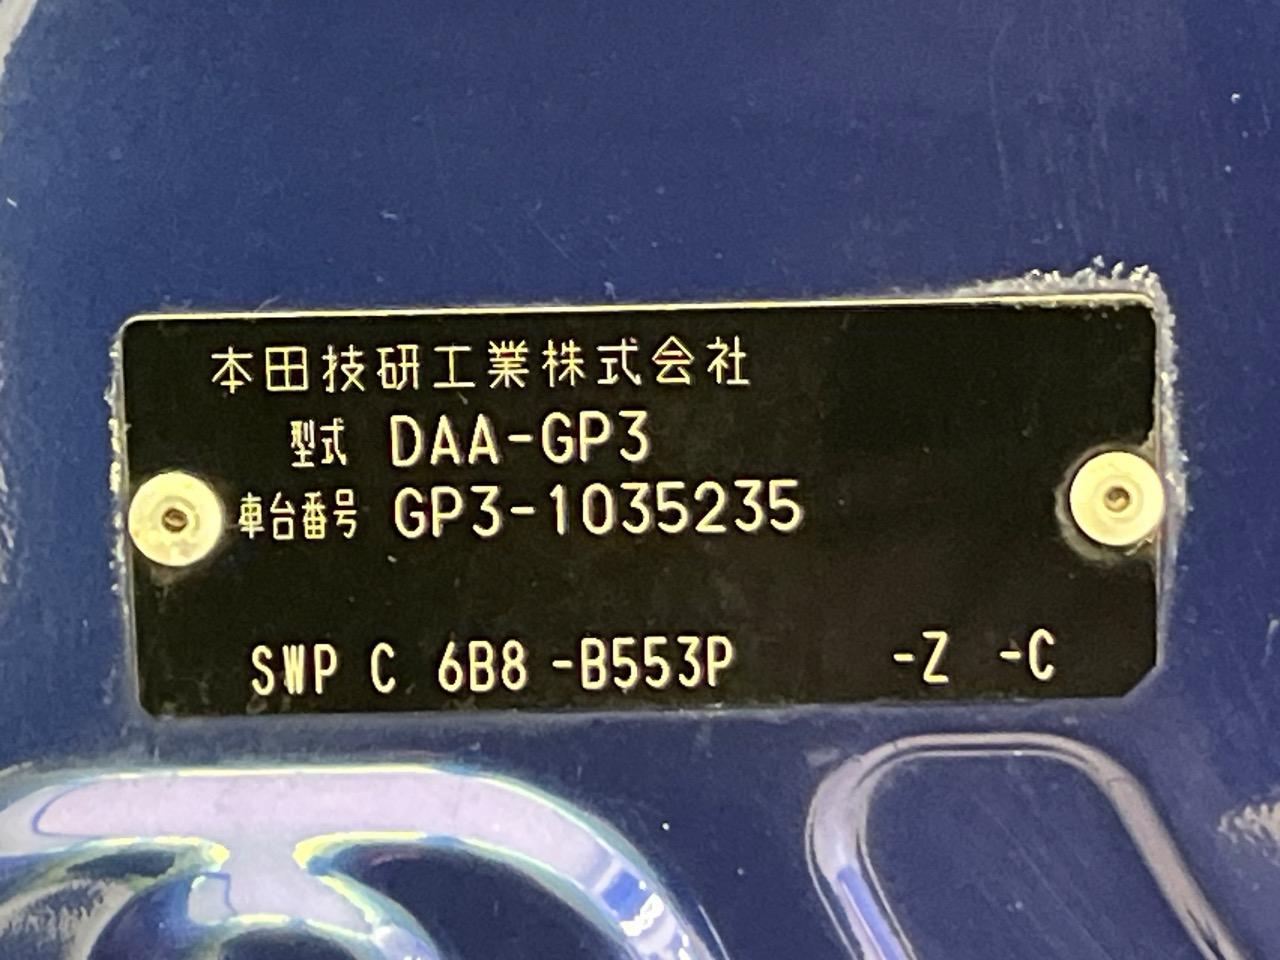 本田技研工業株式会社
型式 DAA-GP3
車台番号 GP3-1035235
SWP C 6B8 -B553P -Z -C